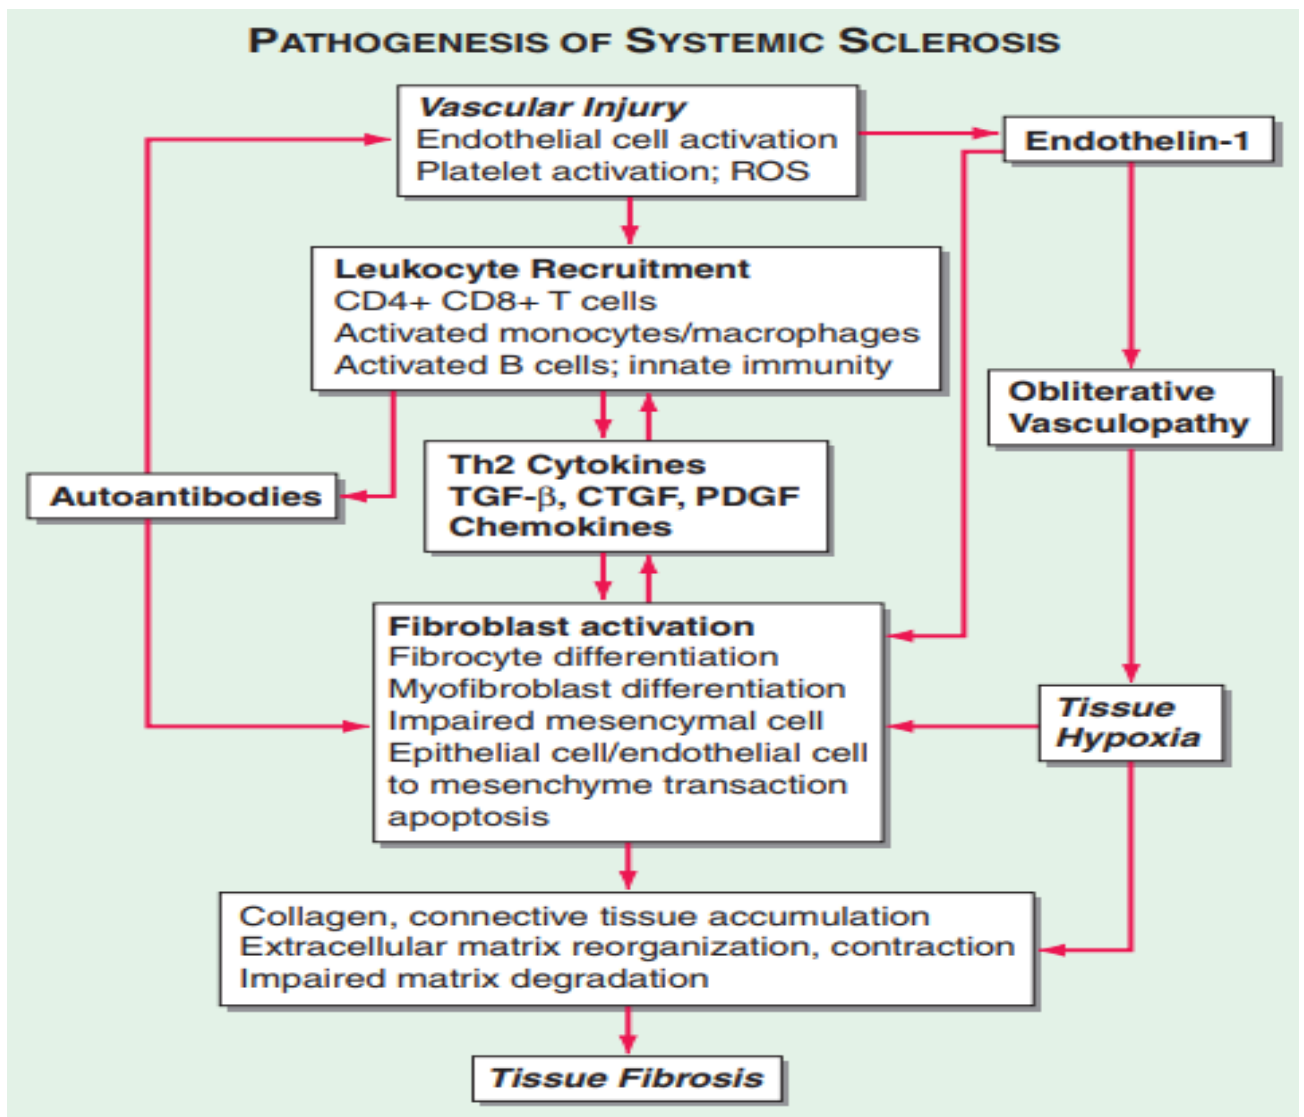 PATHOGENESIS OF SYSTEMIC SCLEROSIS
Vascular Injury
Endothelial cell activation
Platelet activation; ROS
Endothelin-1
Leukocyte Recruitment
CD4+ CD8+ T cells
Activated monocytes/macrophages
Activated B cells; innate immunity
Obliterative
Vasculopathy
Autoantibodies
Th2 Cytokines
TGF-β, CTGF, PDGF
Chemokines
Fibroblast activation
Fibrocyte differentiation
Myofibroblast differentiation
Impaired mesencymal cell
Epithelial cell/endothelial cell
to mesenchyme transaction
apoptosis
Tissue
Hypoxia
Collagen, connective tissue accumulation
Extracellular matrix reorganization, contraction
Impaired matrix degradation
Tissue Fibrosis